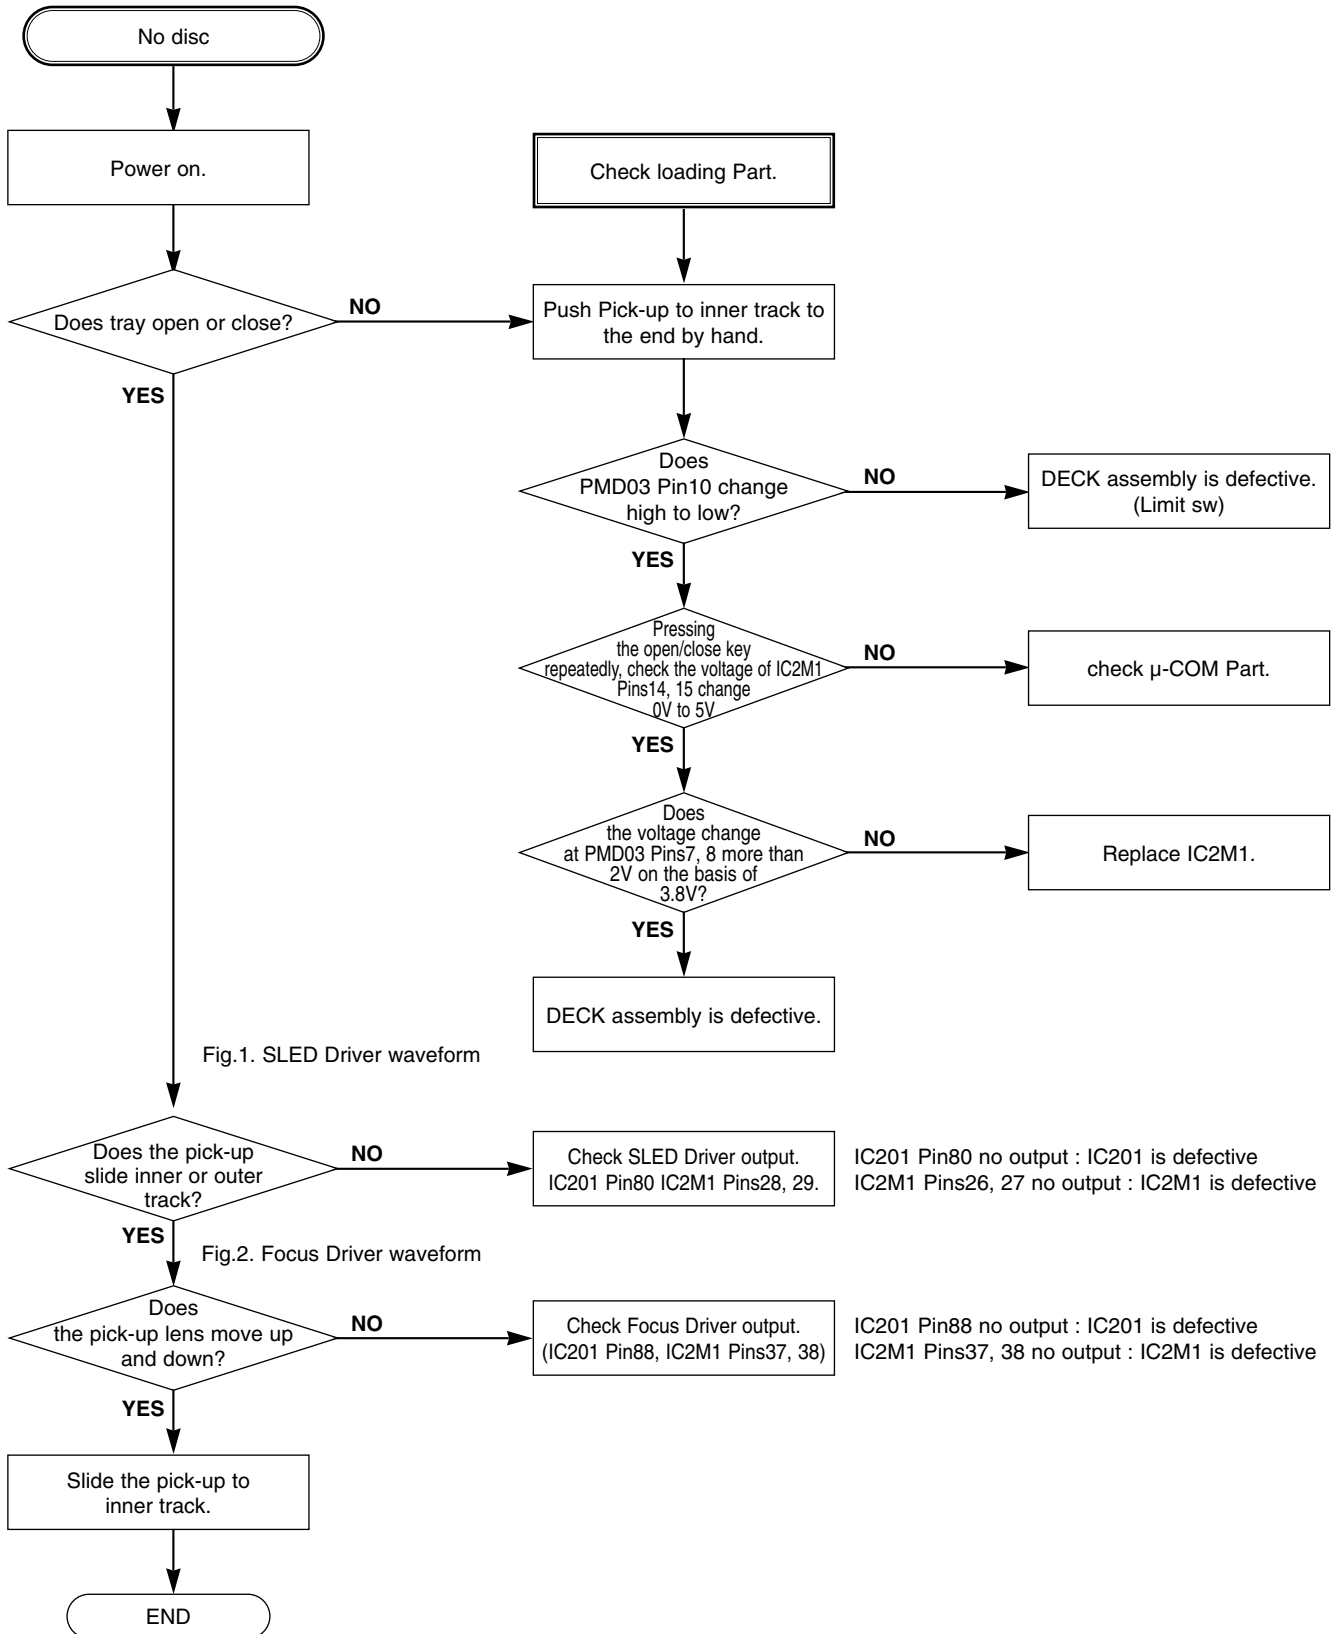 No disc
Power on.
Check loading Part.
Does tray open or close?
NO
Push Pick-up to inner track to
the end by hand.
YES
Does
PMD03 Pin10 change
high to low?
NO
DECK assembly is defective.
(Limit sw)
YES
Pressing
the open/close key
repeatedly, check the voltage of IC2M1
Pins14, 15 change
0V to 5V
NO
check µ-COM Part.
YES
Does
the voltage change
at PMD03 Pins7, 8 more than
2V on the basis of
3.8V?
NO
Replace IC2M1.
YES
DECK assembly is defective.
Fig.1. SLED Driver waveform
Does the pick-up
slide inner or outer
track?
NO
Check SLED Driver output.
IC201 Pin80 IC2M1 Pins28, 29.
IC201 Pin80 no output : IC201 is defective
IC2M1 Pins26, 27 no output : IC2M1 is defective
YES
Fig.2. Focus Driver waveform
Does
the pick-up lens move up
and down?
NO
Check Focus Driver output.
(IC201 Pin88, IC2M1 Pins37, 38)
IC201 Pin88 no output : IC201 is defective
IC2M1 Pins37, 38 no output : IC2M1 is defective
YES
Slide the pick-up to
inner track.
END